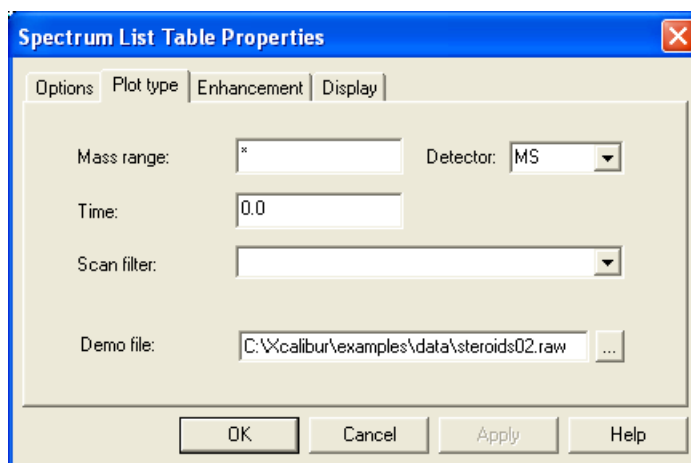 Spectrum List Table Properties
Options Plot type Enhancement Display
Mass range: * Detector: MS
Time: 0.0
Scan filter:
Demo file: C:\Xcalibur\examples\data\steroids02.raw ...
OK Cancel Apply Help